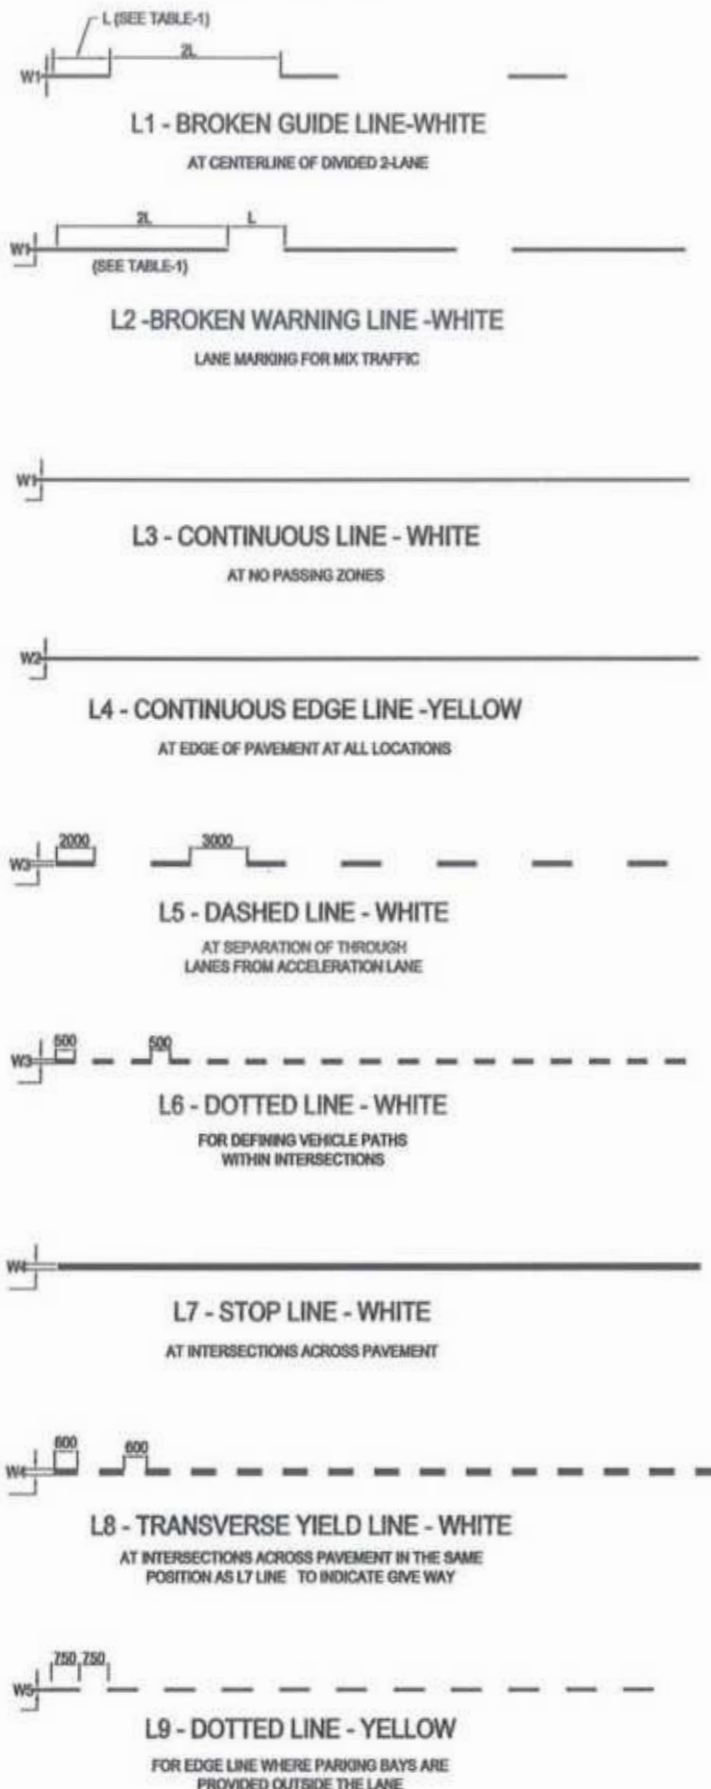 L (SEE TABLE-1)
2L
W1
L1 - BROKEN GUIDE LINE-WHITE
AT CENTERLINE OF DIVIDED 2-LANE
2L L
W1
(SEE TABLE-1)
L2 -BROKEN WARNING LINE -WHITE
LANE MARKING FOR MIX TRAFFIC
W1
L3 - CONTINUOUS LINE - WHITE
AT NO PASSING ZONES
W2
L4 - CONTINUOUS EDGE LINE -YELLOW
AT EDGE OF PAVEMENT AT ALL LOCATIONS
2000 3000
W3
L5 - DASHED LINE - WHITE
AT SEPARATION OF THROUGH
LANES FROM ACCELERATION LANE
500 500
W3
L6 - DOTTED LINE - WHITE
FOR DEFINING VEHICLE PATHS
WITHIN INTERSECTIONS
W4
L7 - STOP LINE - WHITE
AT INTERSECTIONS ACROSS PAVEMENT
600 600
W4
L8 - TRANSVERSE YIELD LINE - WHITE
AT INTERSECTIONS ACROSS PAVEMENT IN THE SAME
POSITION AS L7 LINE TO INDICATE GIVE WAY
750 750
W5
L9 - DOTTED LINE - YELLOW
FOR EDGE LINE WHERE PARKING BAYS ARE
PROVIDED OUTSIDE THE LANE